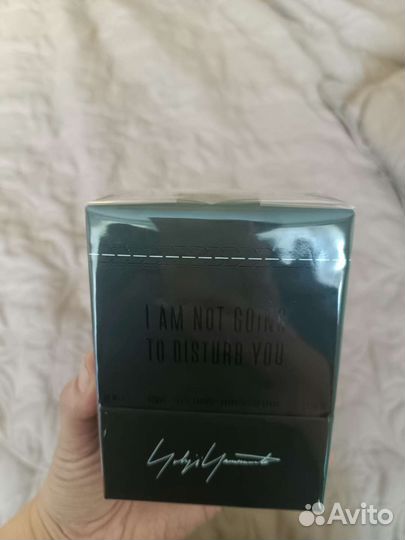 I AM NOT GOING
TO DISTURB YOU
Yohji Yamamoto
Avito